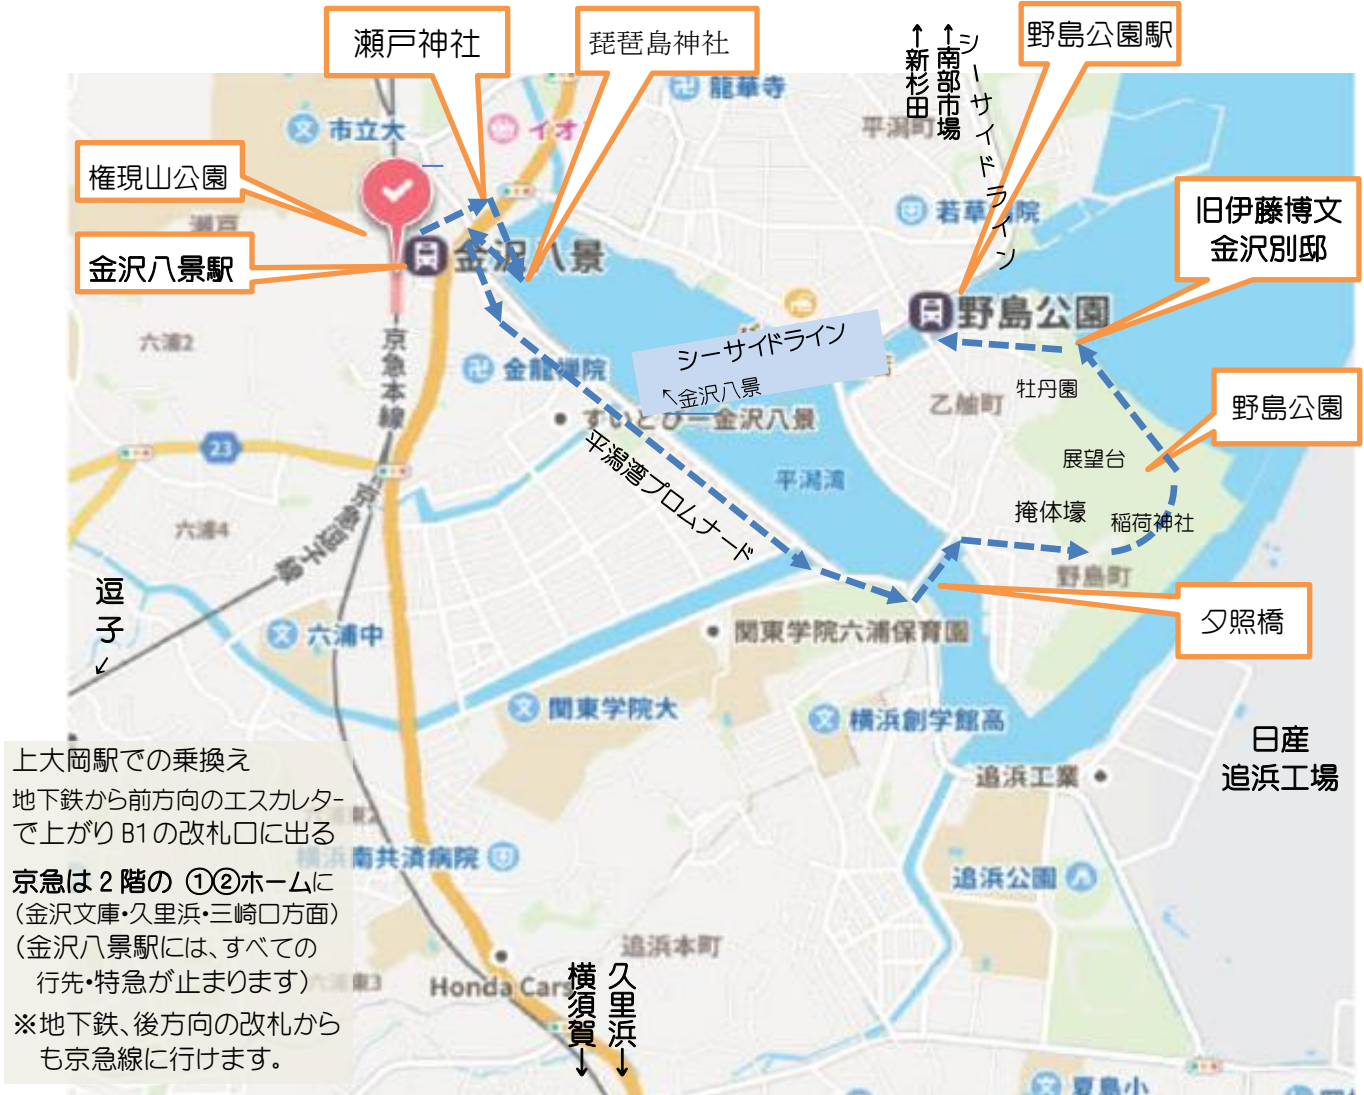 瀬戸神社
琵琶島神社
↑新杉田
↑南部市場
シーサイドライン
野島公園駅
龍華寺
平潟町
市立大
イオ
権現山公園
瀬戸
若草
院
旧伊藤博文
金沢別邸
金沢八景駅
金沢八景
野島公園
六浦2
京急本線
金龍禅院
シーサイドライン
↖金沢八景
乙舳町
牡丹園
野島公園
すいとぴー金沢八景
23
平潟湾プロムナード
平潟湾
展望台
掩体壕
稲荷神社
六浦4
京急逗子線
野島町
逗子
↙
六浦中
関東学院六浦保育園
夕照橋
関東学院大
横浜創学館高
日産
追浜工場
追浜工業
上大岡駅での乗換え
地下鉄から前方向のエスカレター
で上がり B1 の改札口に出る
東2
横浜南共済病院
京急は 2 階の ①②ホームに
(金沢文庫・久里浜・三崎口方面)
(金沢八景駅には、すべての
行先・特急が止まります)
六浦東3
※地下鉄、後方向の改札から
も京急線に行けます。
追浜公園
追浜本町
Honda Cars
横須賀→
久里浜→
夏島小